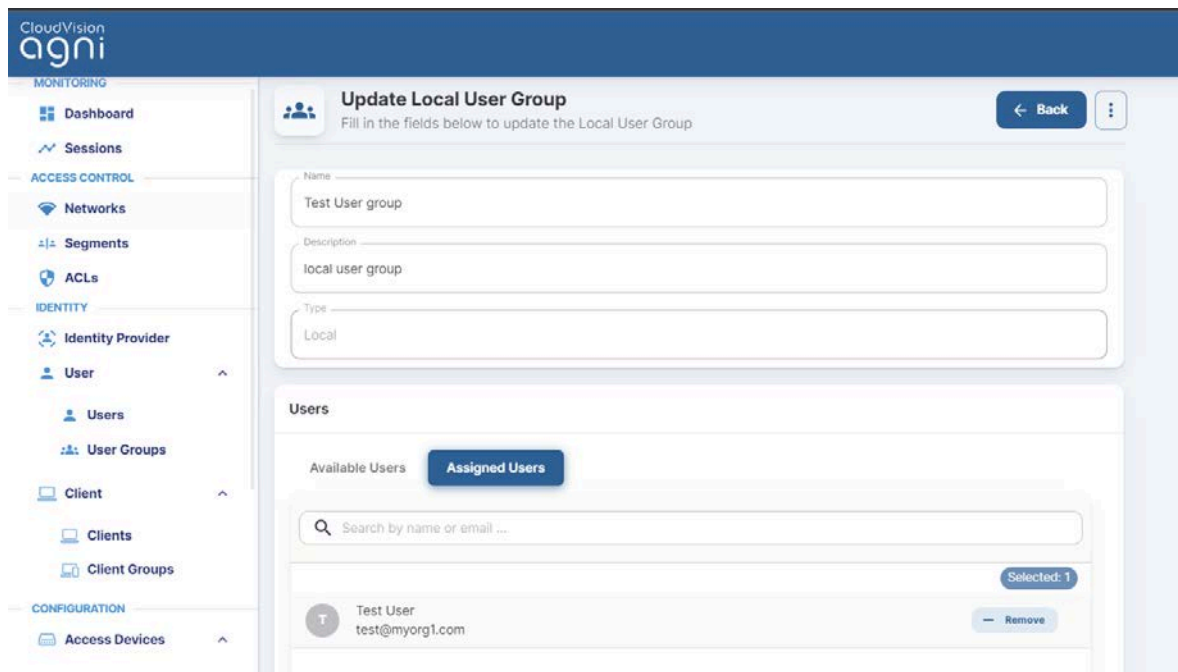 CloudVision
agni
MONITORING
Dashboard
Sessions
ACCESS CONTROL
Networks
Segments
ACLs
IDENTITY
Identity Provider
User
Users
User Groups
Client
Clients
Client Groups
CONFIGURATION
Access Devices
Update Local User Group
Fill in the fields below to update the Local User Group
Back
Name
Test User group
Description
local user group
Type
Local
Users
Available Users Assigned Users
Search by name or email ...
Selected: 1
T
Test User
test@myorg1.com
Remove